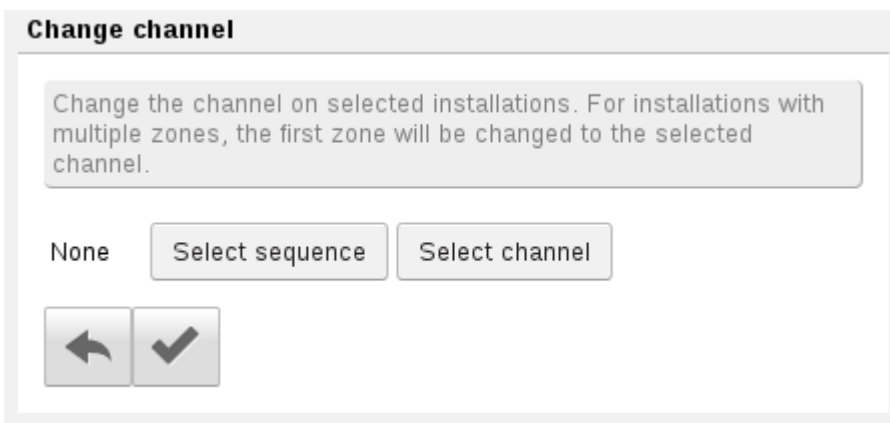 Change channel
Change the channel on selected installations. For installations with
multiple zones, the first zone will be changed to the selected
channel.
None Select sequence Select channel